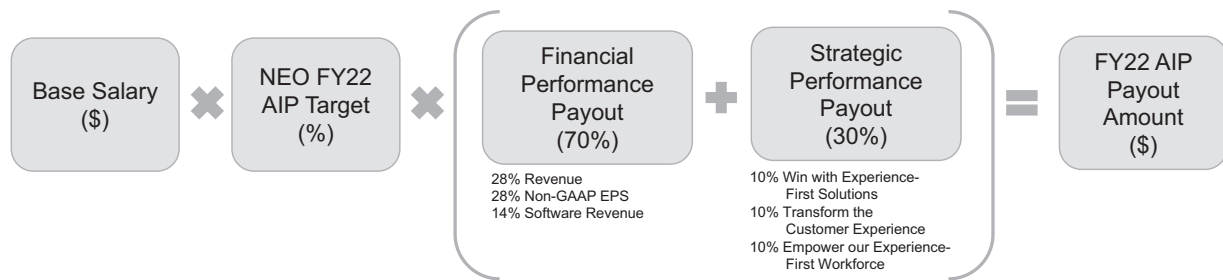 Base Salary
($)
NEO FY22
AIP Target
(%)
Financial
Performance
Payout
(70%)
28% Revenue
28% Non-GAAP EPS
14% Software Revenue
Strategic
Performance
Payout
(30%)
10% Win with Experience-
First Solutions
10% Transform the
Customer Experience
10% Empower our Experience-
First Workforce
FY22 AIP
Payout
Amount
($)